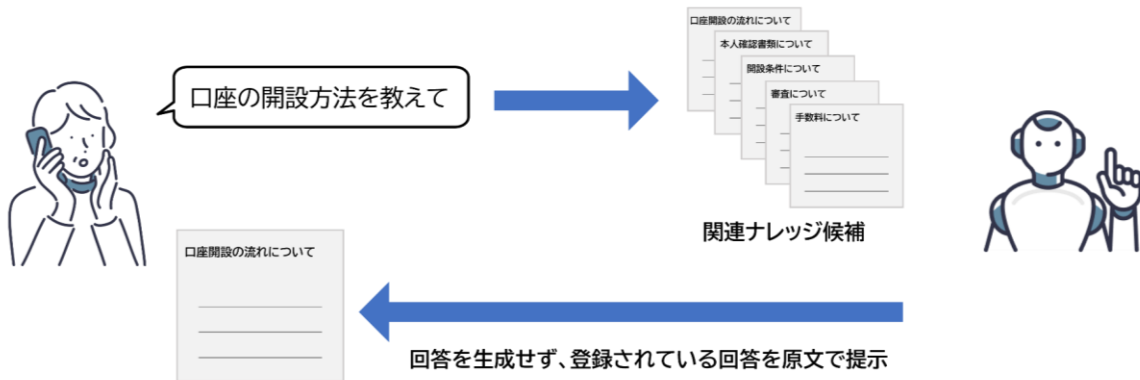 口座開設の流れについて
本人確認書類について
口座の開設方法を教えて
開設条件について
審査について
手数料について
関連ナレッジ候補
口座開設の流れについて
回答を生成せず、登録されている回答を原文で提示